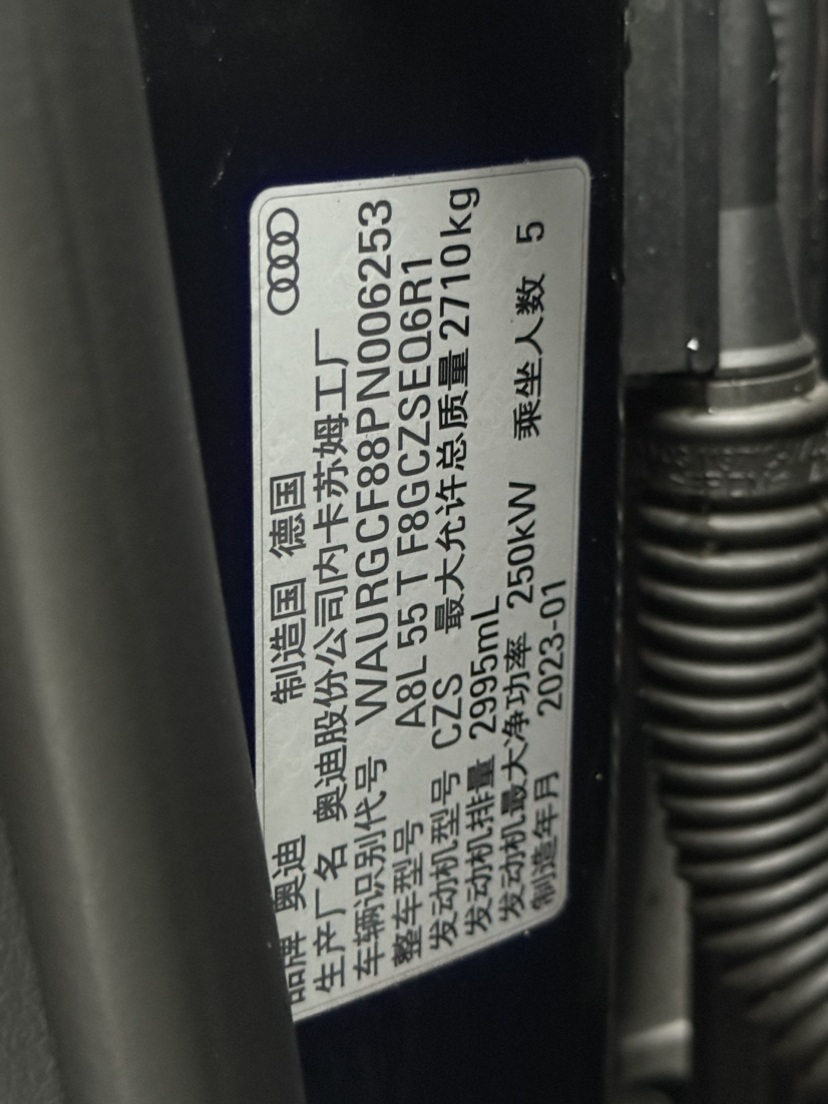 品牌 奥迪 制造国 德国
生产厂名 奥迪股份公司内卡苏姆工厂
车辆识别代号 WAURGCF88PN006253
整车型号 A8L 55 T F8GCZSEQ6R1
发动机型号 CZS 最大允许总质量 2710kg
发动机排量 2995mL
发动机最大净功率 250kW 乘坐人数 5
制造年月 2023-01